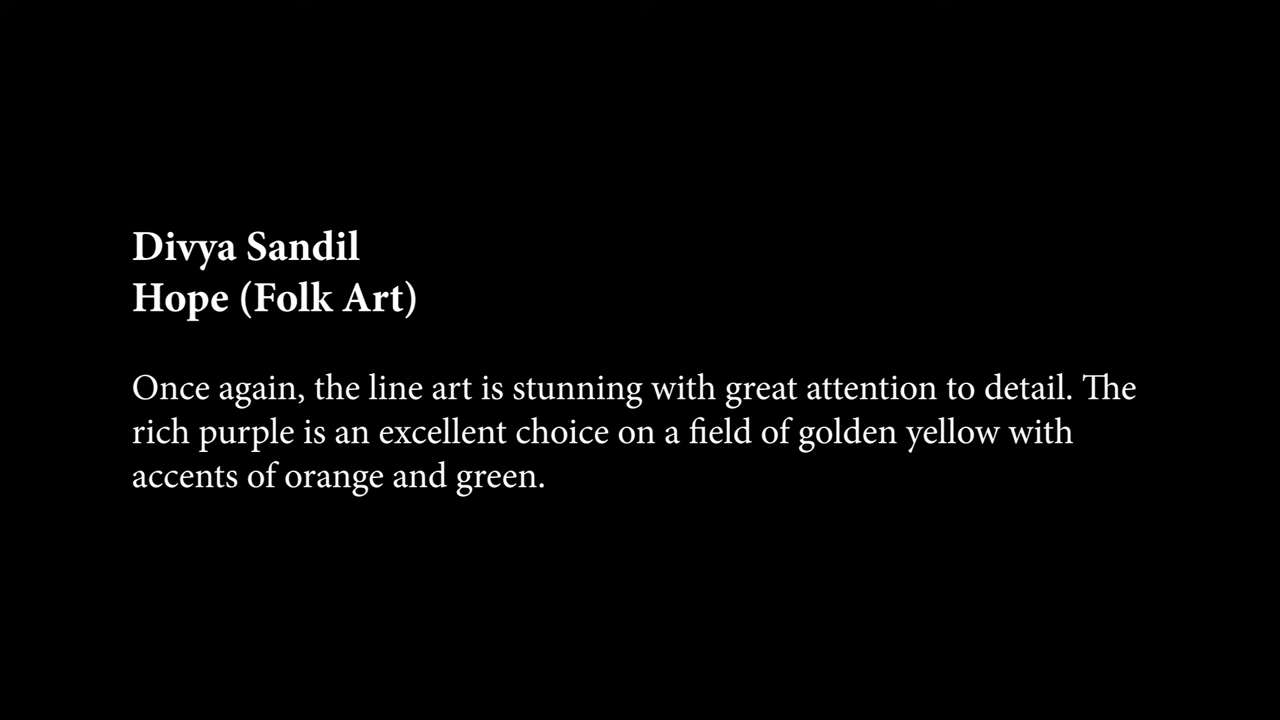 Divya Sandil
Hope (Folk Art)
Once again, the line art is stunning with great attention to detail. The
rich purple is an excellent choice on a field of golden yellow with
accents of orange and green.